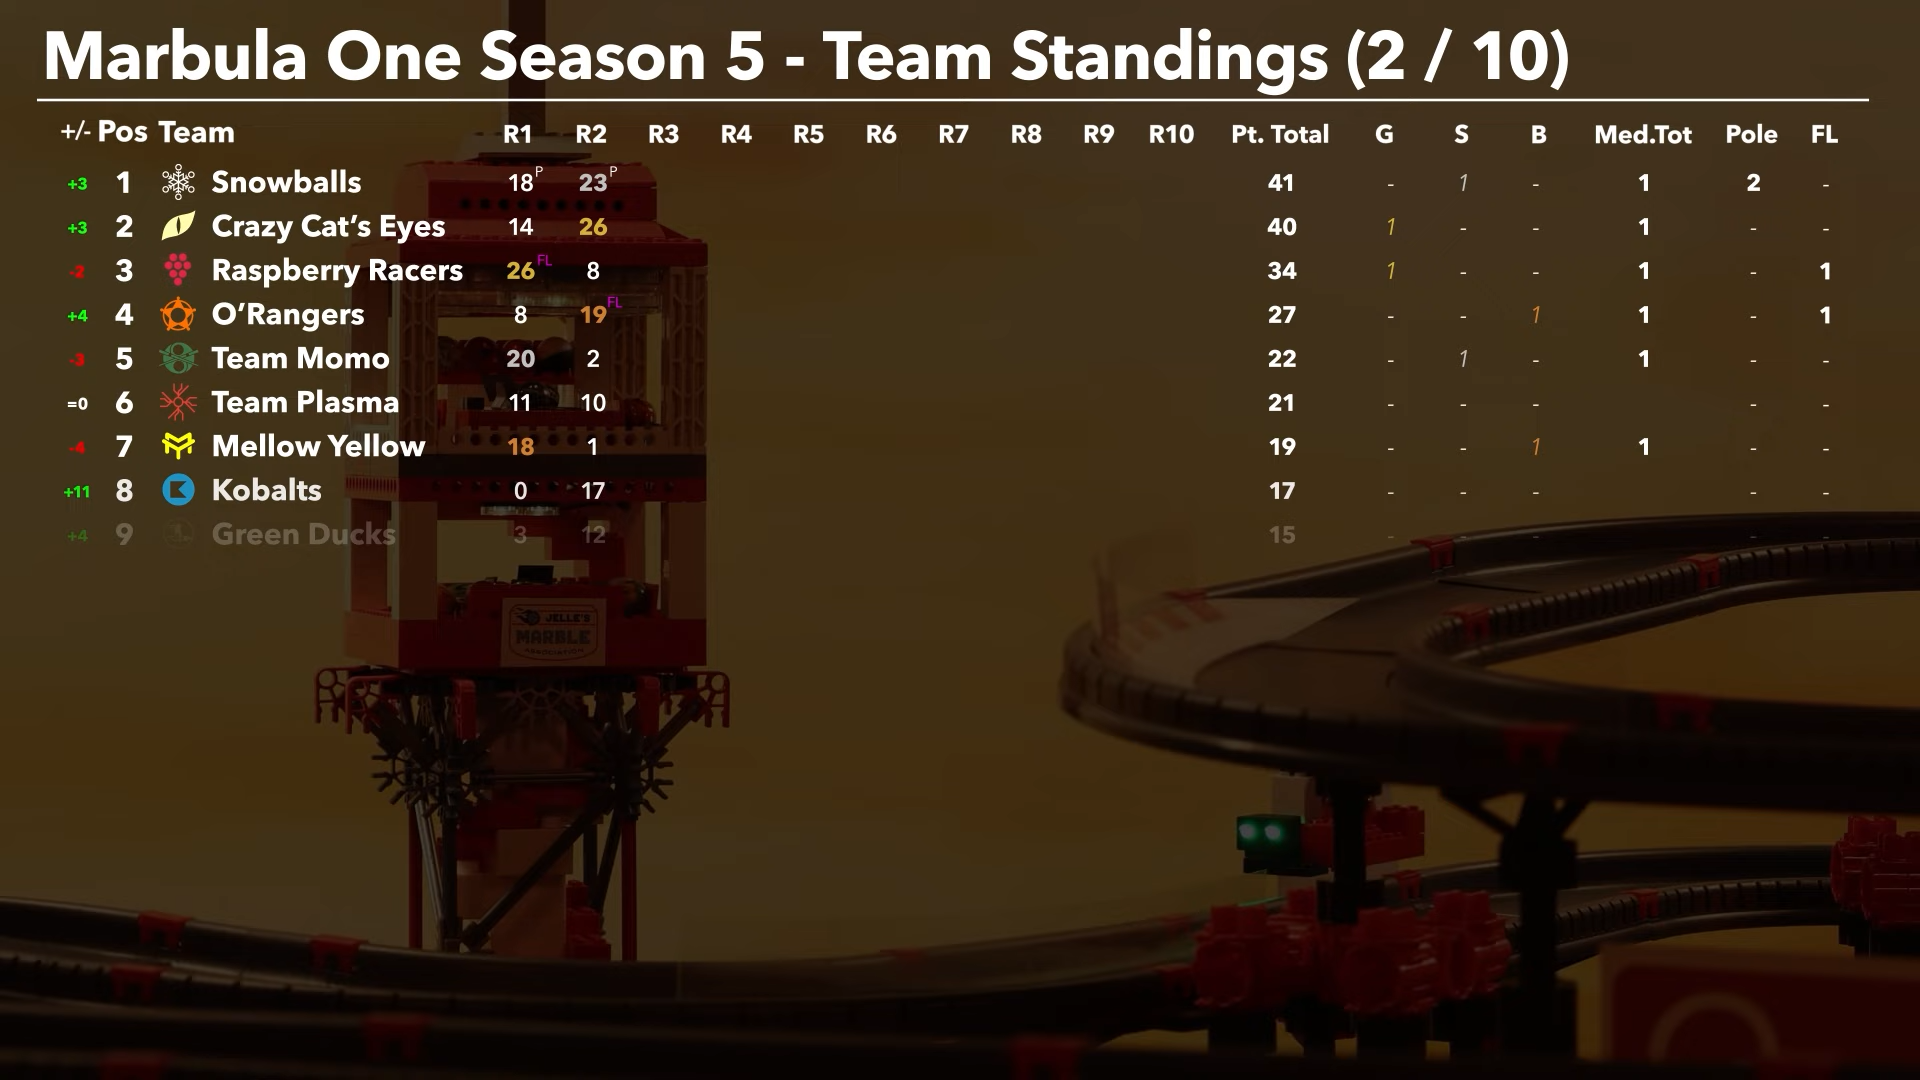 Marbula One Season 5 - Team Standings (2 / 10)
+/- Pos Team R1 R2 R3 R4 R5 R6 R7 R8 R9 R10 Pt. Total G S B Med.Tot Pole FL
+3 1 Snowballs 18 P 23 P 41 - 1 - 1 2 -
+3 2 Crazy Cat’s Eyes 14 26 40 1 - - 1 - -
-2 3 Raspberry Racers 26 FL 8 34 1 - - 1 - 1
+4 4 O’Rangers 8 19 FL 27 - - 1 1 - 1
-3 5 Team Momo 20 2 22 - 1 - 1 - -
=0 6 Team Plasma 11 10 21 - - - - -
-4 7 Mellow Yellow 18 1 19 - - 1 1 - -
+11 8 Kobalts 0 17 17 - - - - -
+4 9 Green Ducks 3 12 15 - - - - -
JELLE'S
MARBLE
ASSOCIATION